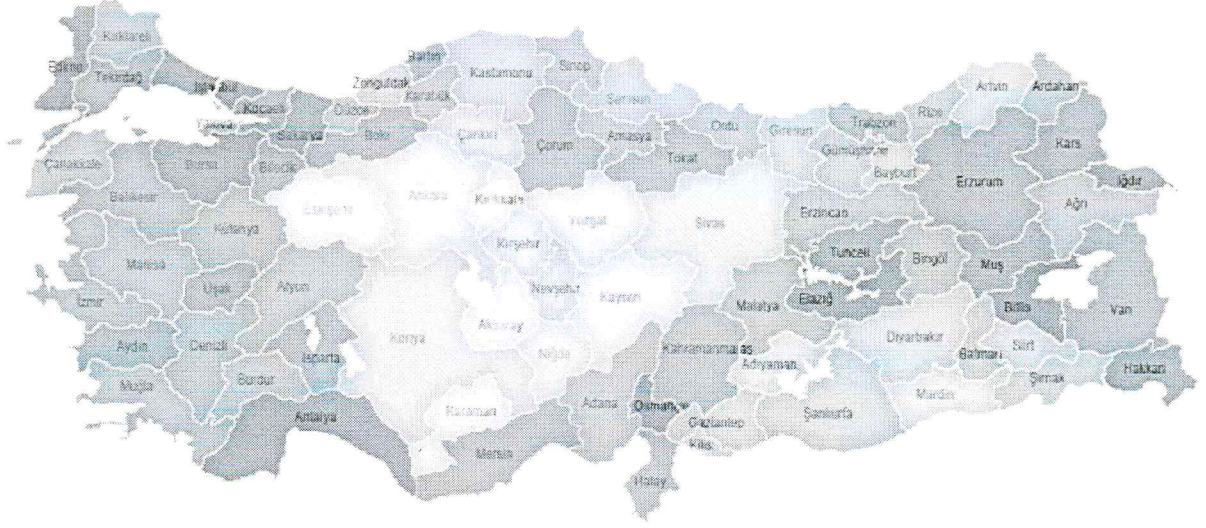 Kırklareli
Edirne
Tekirdağ
İstanbul
Kocaeli
Yalova
Sakarya
Düzce
Bolu
Zonguldak
Bartın
Karabük
Kastamonu
Sinop
Samsun
Çankırı
Çorum
Amasya
Tokat
Ordu
Giresun
Trabzon
Gümüşhane
Bayburt
Rize
Artvin
Ardahan
Kars
Iğdır
Ağrı
Erzurum
Erzincan
Çanakkale
Balıkesir
Bursa
Bilecik
Eskişehir
Ankara
Kırıkkale
Yozgat
Sivas
Kütahya
Kırşehir
Tunceli
Bingöl
Muş
Manisa
Uşak
Afyon
İzmir
Nevşehir
Kayseri
Malatya
Elazığ
Bitlis
Van
Aksaray
Konya
Aydın
Denizli
Isparta
Niğde
Kahramanmaraş
Adıyaman
Diyarbakır
Batman
Siirt
Şırnak
Hakkari
Muğla
Burdur
Antalya
Karaman
Mersin
Adana
Osmaniye
Gaziantep
Kilis
Şanlıurfa
Mardin
Hatay